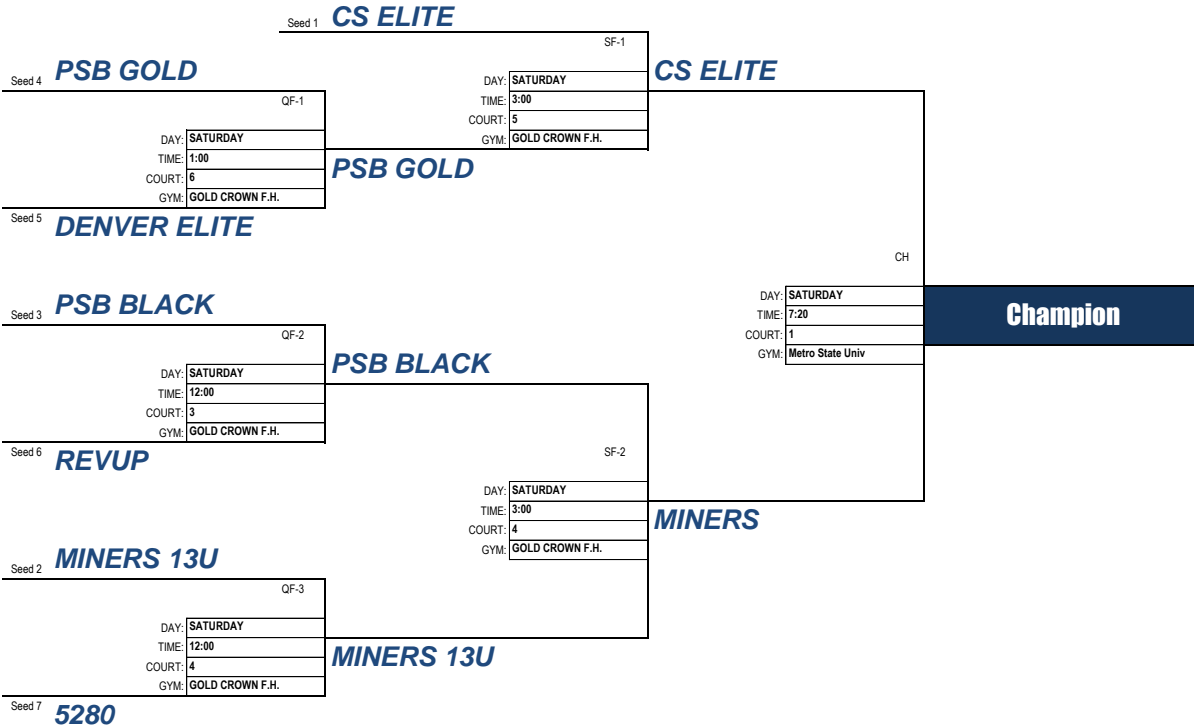 Seed 1 CS ELITE
SF-1
Seed 4 PSB GOLD
DAY: SATURDAY
CS ELITE
QF-1
TIME: 3:00
COURT: 5
DAY: SATURDAY
GYM: GOLD CROWN F.H.
TIME: 1:00
PSB GOLD
COURT: 6
GYM: GOLD CROWN F.H.
Seed 5 DENVER ELITE
CH
Seed 3 PSB BLACK
DAY: SATURDAY
TIME: 7:20
Champion
QF-2
COURT: 1
GYM: Metro State Univ
DAY: SATURDAY
PSB BLACK
TIME: 12:00
COURT: 3
GYM: GOLD CROWN F.H.
Seed 6 REVUP
SF-2
DAY: SATURDAY
TIME: 3:00
MINERS
COURT: 4
GYM: GOLD CROWN F.H.
Seed 2 MINERS 13U
QF-3
DAY: SATURDAY
TIME: 12:00
MINERS 13U
COURT: 4
GYM: GOLD CROWN F.H.
Seed 7 5280